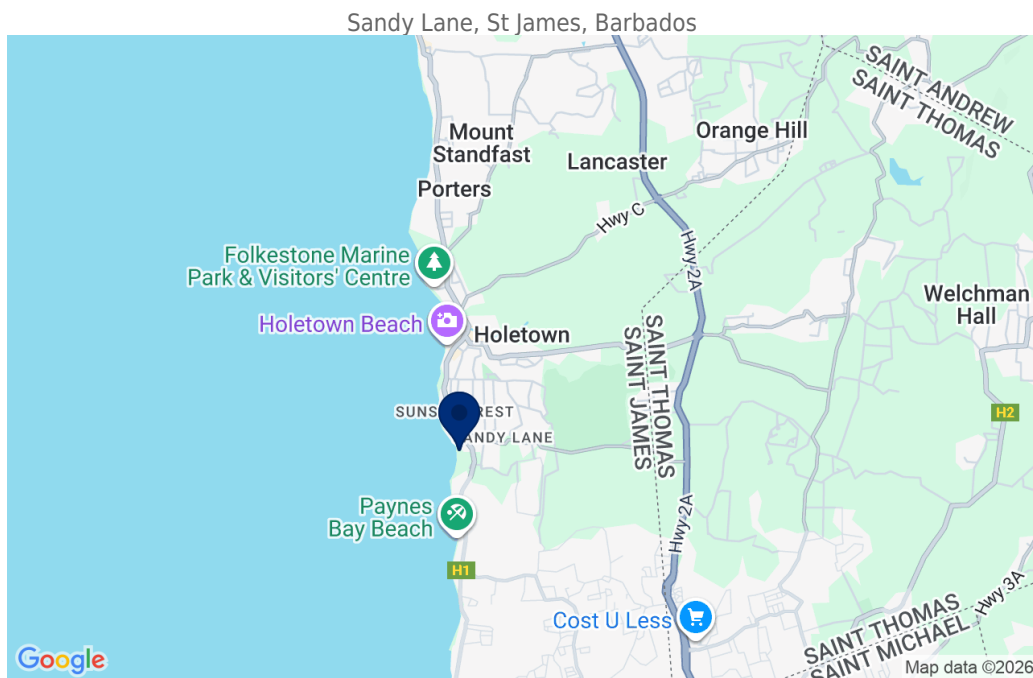 Sandy Lane, St James, Barbados
SAINT ANDREW
SAINT THOMAS
Mount
Standfast
Orange Hill
Lancaster
Porters
Hwy C
Hwy 2A
Folkestone Marine
Park & Visitors' Centre
Welchman
Hall
Holetown Beach
Holetown
SAINT THOMAS
SAINT JAMES
H2
SANDY LANE
Paynes
Bay Beach
Hwy 2A
H1
Hwy 3A
Cost U Less
SAINT THOMAS
SAINT MICHAEL
Google
Map data ©2026